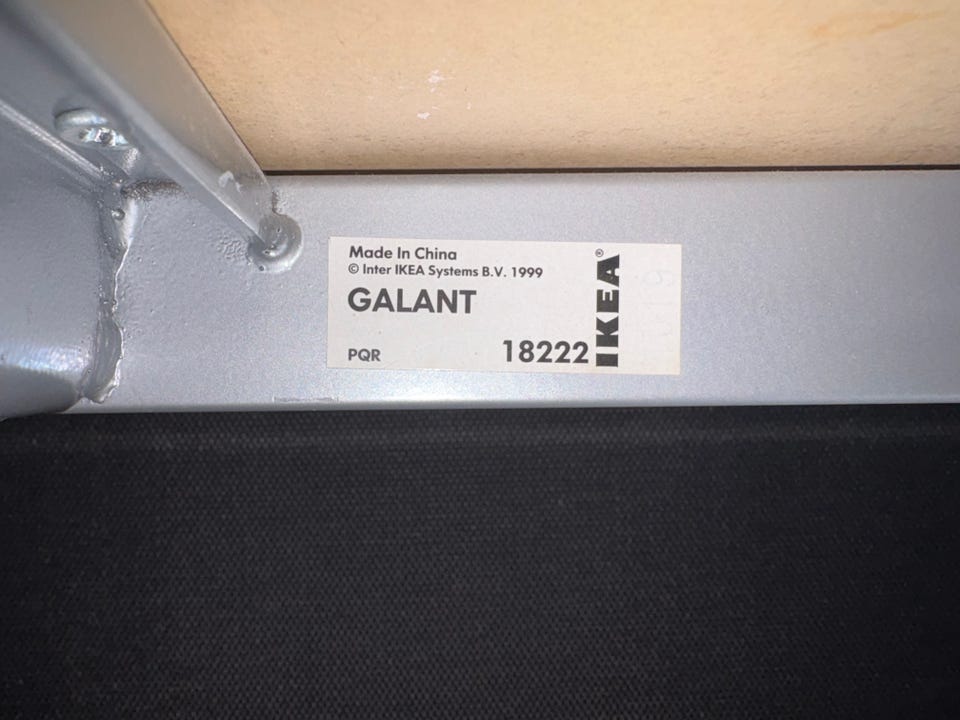 Made In China
© Inter IKEA Systems B.V. 1999
GALANT
PQR 18222
IKEA®